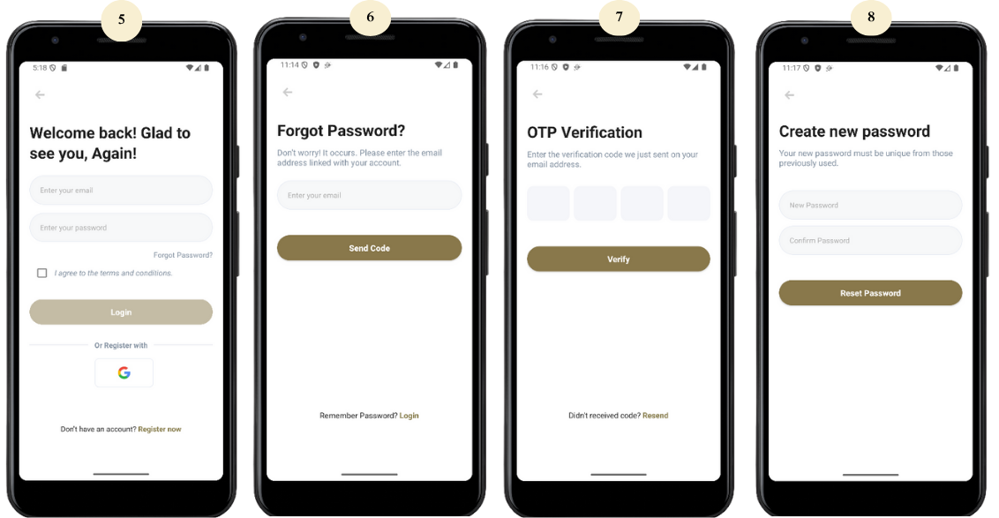 5
5:18
Welcome back! Glad to
see you, Again!
Enter your email
Enter your password
Forgot Password?
I agree to the terms and conditions.
Login
Or Register with
G
Don't have an account? Register now
6
11:14
Forgot Password?
Don't worry! It occurs. Please enter the email
address linked with your account.
Enter your email
Send Code
Remember Password? Login
7
11:16
OTP Verification
Enter the verification code we just sent on your
email address.
Verify
Didn't received code? Resend
8
11:17
Create new password
Your new password must be unique from those
previously used.
New Password
Confirm Password
Reset Password